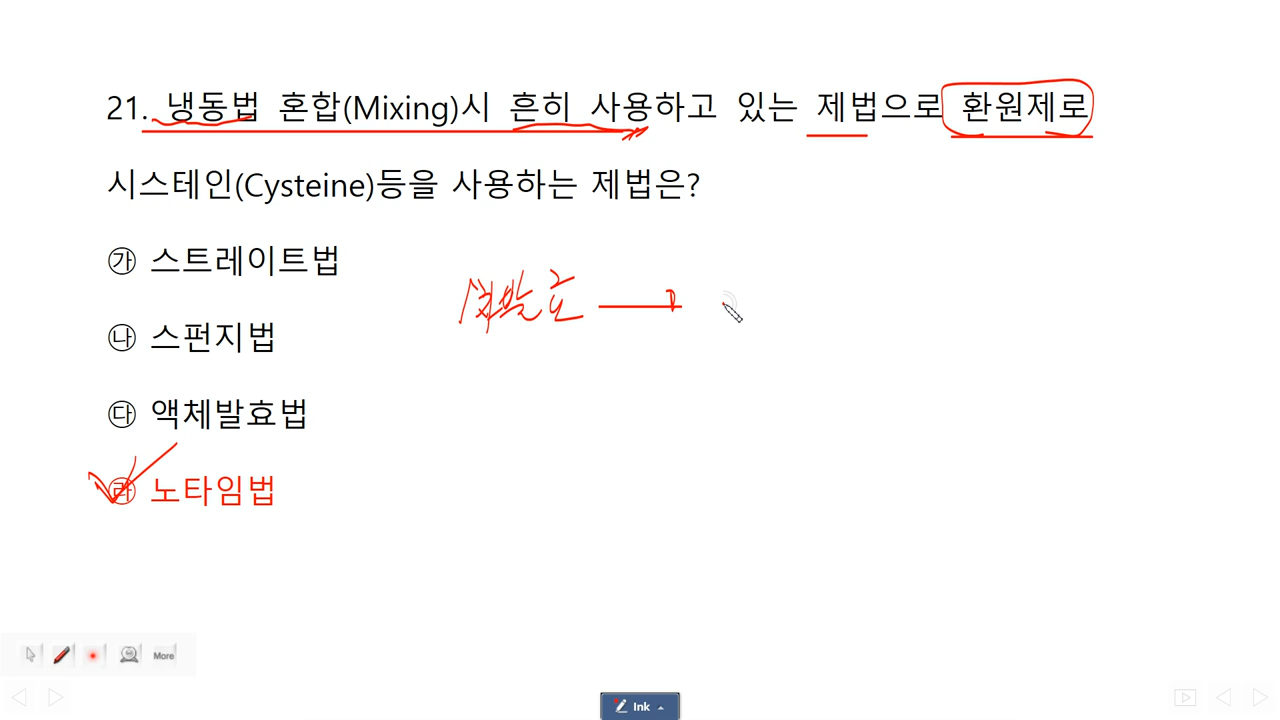 21. 냉동법 혼합(Mixing)시 흔히 사용하고 있는 제법으로 환원제로
시스테인(Cysteine)등을 사용하는 제법은?
㉮ 스트레이트법
㉯ 스펀지법
㉰ 액체발효법
㉱ 노타임법
More
Ink